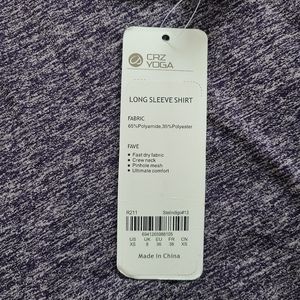 CRZ
YOGA
LONG SLEEVE SHIRT
FABRIC
65%Polyamide,35%Polyester
FAVE
• Fast dry fabric
• Crew neck
• Pinhole mesh
• Ultimate comfort
R211
US UK EU FR CN
XS
XS
Made in China